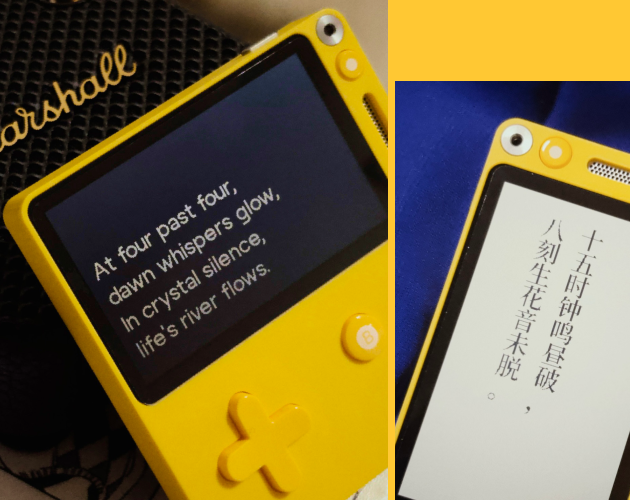 arshall
At four past four,
dawn whispers glow,
In crystal silence,
life's river flows.
B
十五时钟鸣昼破，
八刻生花音未脱。